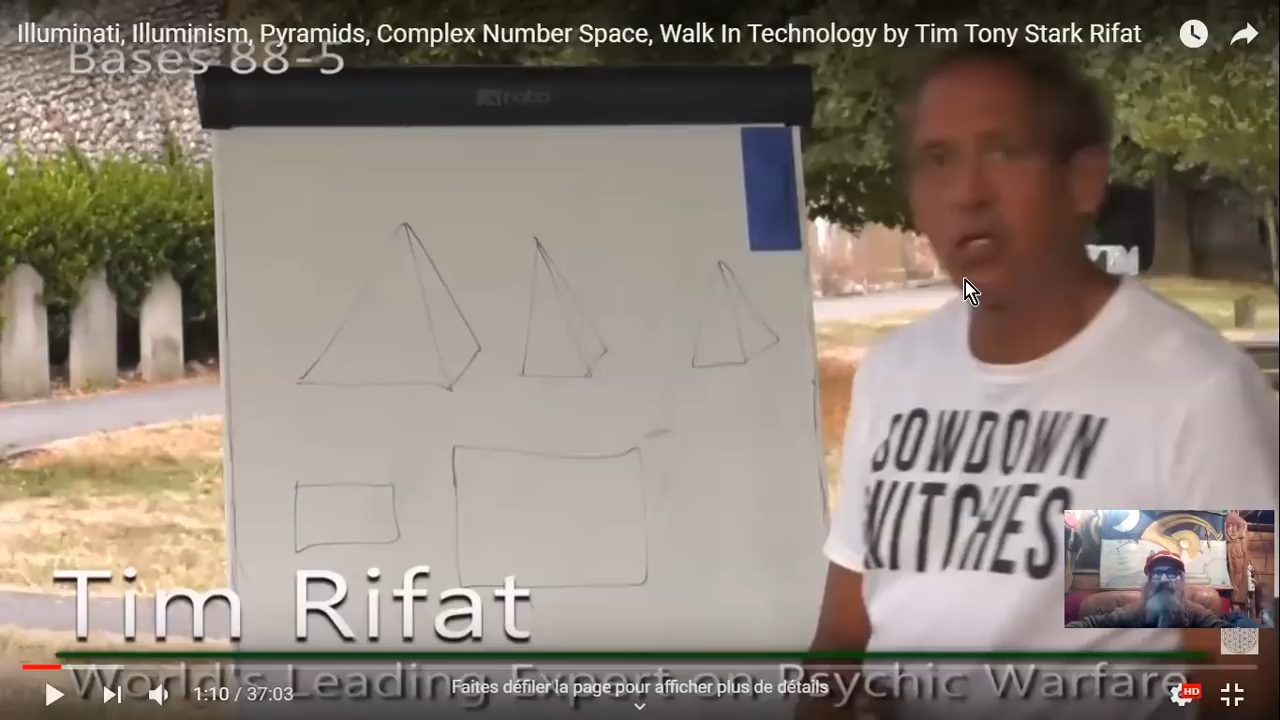 Illuminati, Illuminism, Pyramids, Complex Number Space, Walk In Technology by Tim Tony Stark Rifat
Bases 88-5
nobo
BOWDOWN
WITCHES
Tim Rifat
World's Leading Expert on Psychic Warfare
1:10 / 37:03
Faites défiler la page pour afficher plus de détails
HD